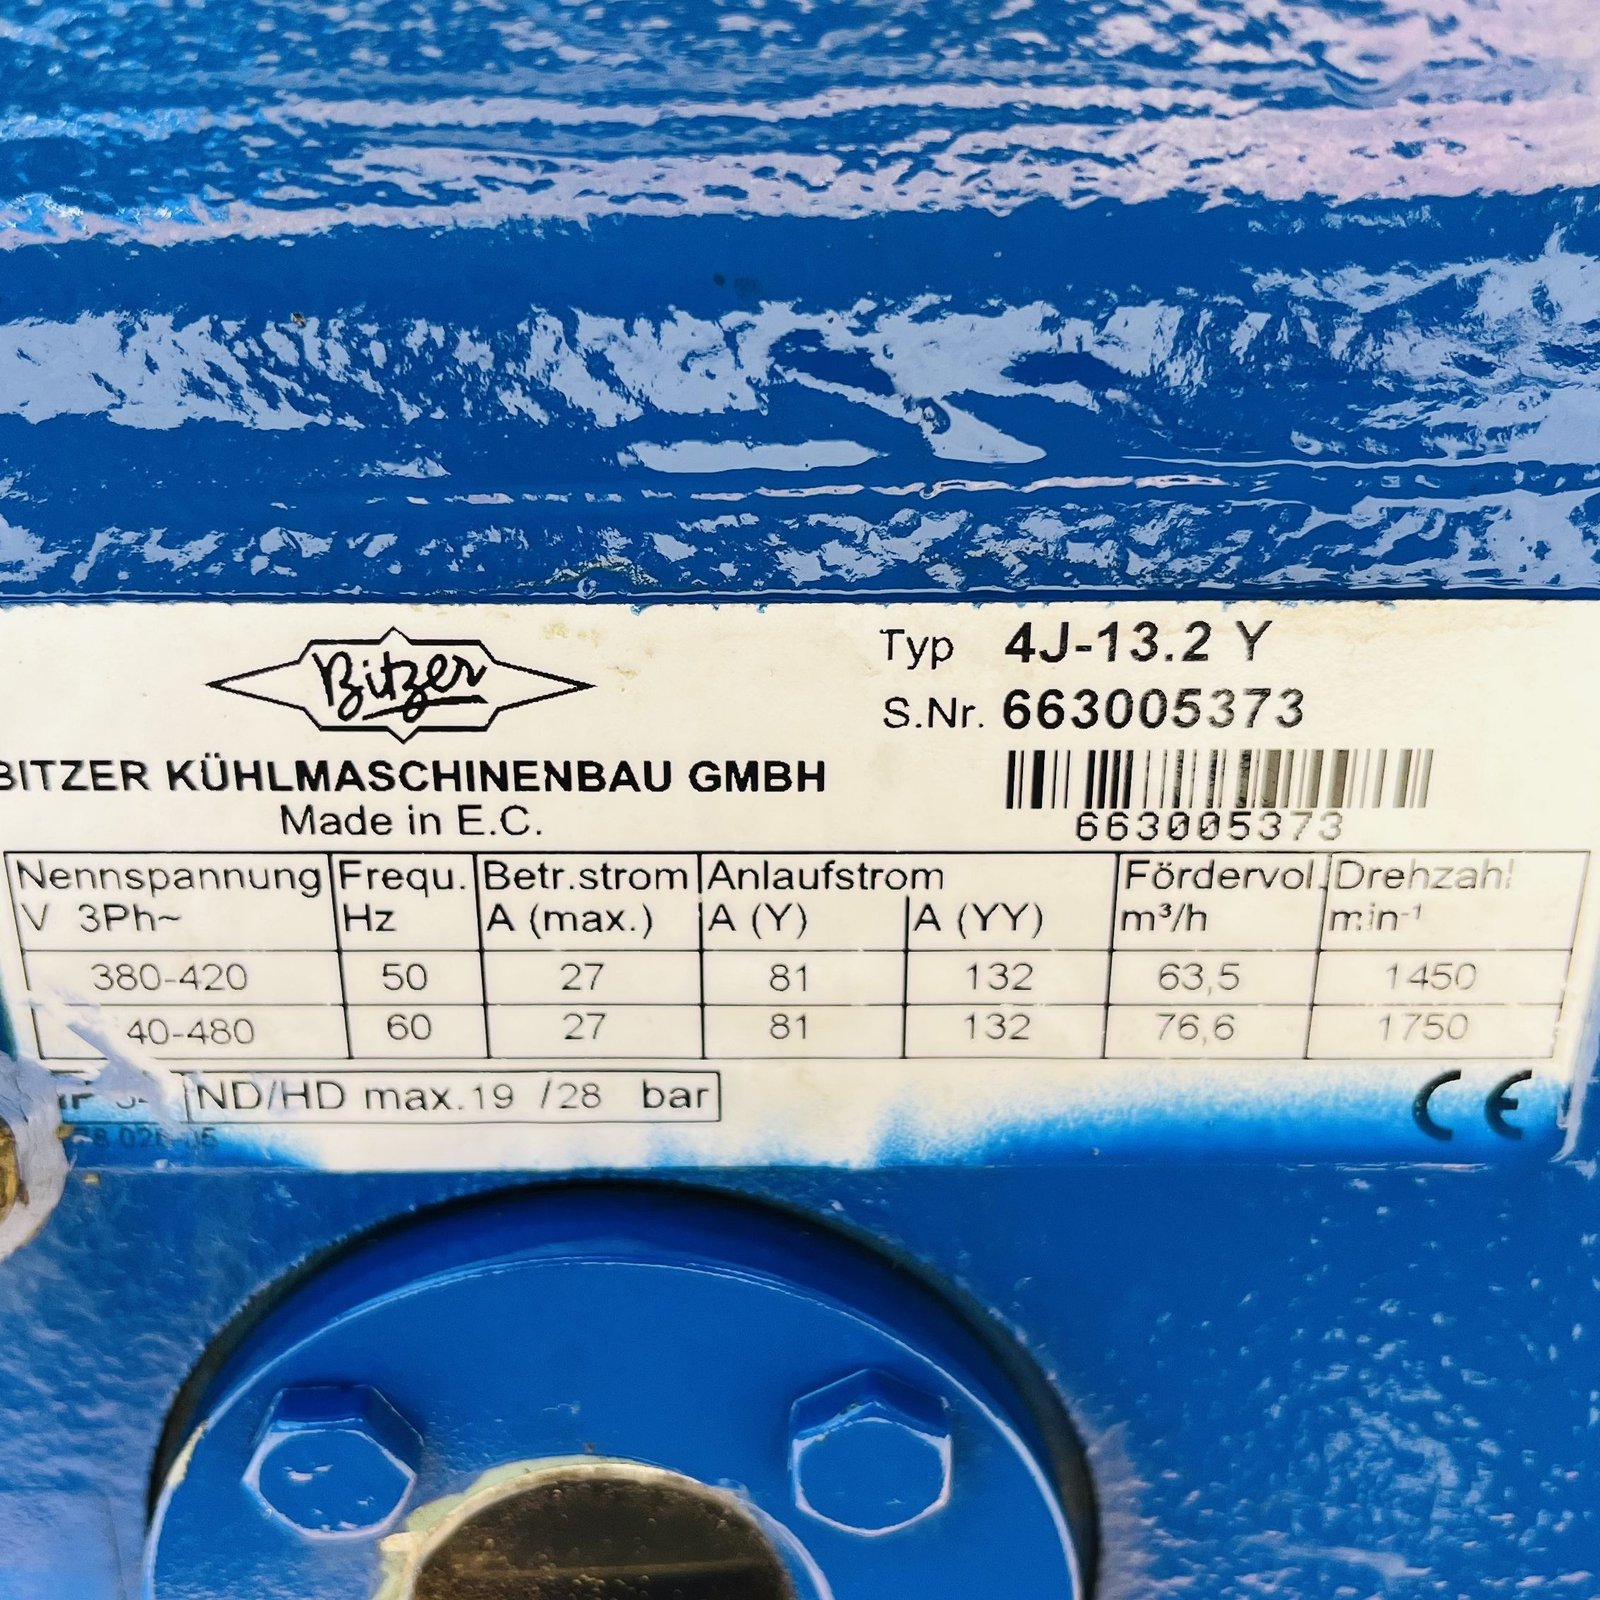 Bitzer
Typ 4J-13.2 Y
S.Nr. 663005373
BITZER KÜHLMASCHINENBAU GMBH
Made in E.C.
663005373
Nennspannung Frequ. Betr.strom Anlaufstrom Fördervol. Drehzahl
V 3Ph~ Hz A (max.) A (Y) A (YY) m³/h min⁻¹
380-420 50 27 81 132 63,5 1450
40-480 60 27 81 132 76,6 1750
ND/HD max.19 /28 bar CE